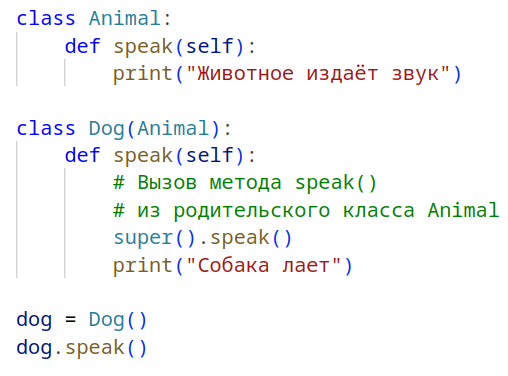 class Animal:
    def speak(self):
        print("Животное издаёт звук")

class Dog(Animal):
    def speak(self):
        # Вызов метода speak()
        # из родительского класса Animal
        super().speak()
        print("Собака лает")

dog = Dog()
dog.speak()